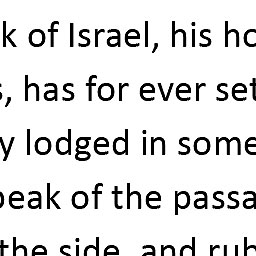 k of Israel, his ho
s, has for ever set
y lodged in some
peak of the passa
the side, and rub